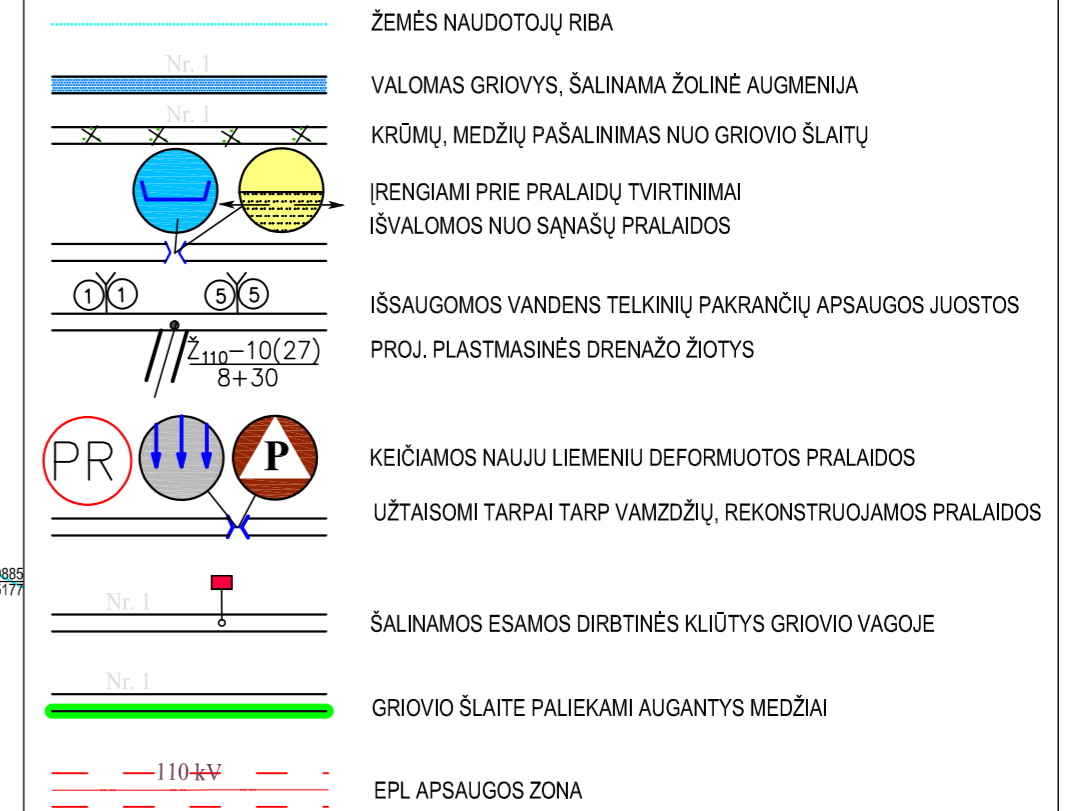 ŽEMĖS NAUDOTOJŲ RIBA
Nr. 1
VALOMAS GRIOVYS, ŠALINAMA ŽOLINĖ AUGMENIJA
Nr. 1
KRŪMŲ, MEDŽIŲ PAŠALINIMAS NUO GRIOVIO ŠLAITŲ
ĮRENGIAMI PRIE PRALAIDŲ TVIRTINIMAI
IŠVALOMOS NUO SĄNAŠŲ PRALAIDOS
1 1 5 5
IŠSAUGOMOS VANDENS TELKINIŲ PAKRANČIŲ APSAUGOS JUOSTOS
Ž110-10(27)
8+30
PROJ. PLASTMASINĖS DRENAŽO ŽIOTYS
PR P
KEIČIAMOS NAUJU LIEMENIU DEFORMUOTOS PRALAIDOS
UŽTAISOMI TARPAI TARP VAMZDŽIŲ, REKONSTRUOJAMOS PRALAIDOS
Nr. 1
ŠALINAMOS ESAMOS DIRBTINĖS KLIŪTYS GRIOVIO VAGOJE
Nr. 1
GRIOVIO ŠLAITE PALIEKAMI AUGANTYS MEDŽIAI
110 kV
EPL APSAUGOS ZONA